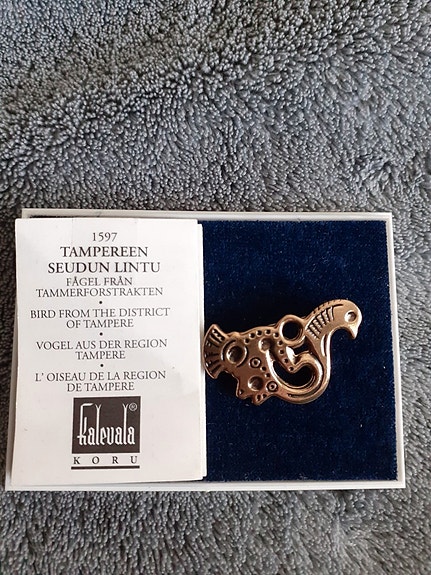 1597
TAMPEREEN
SEUDUN LINTU
FÅGEL FRÅN
TAMMERFORSTRAKTEN
•
BIRD FROM THE DISTRICT
OF TAMPERE
•
VOGEL AUS DER REGION
TAMPERE
•
L' OISEAU DE LA REGION
DE TAMPERE
Kalevala ®
KORU